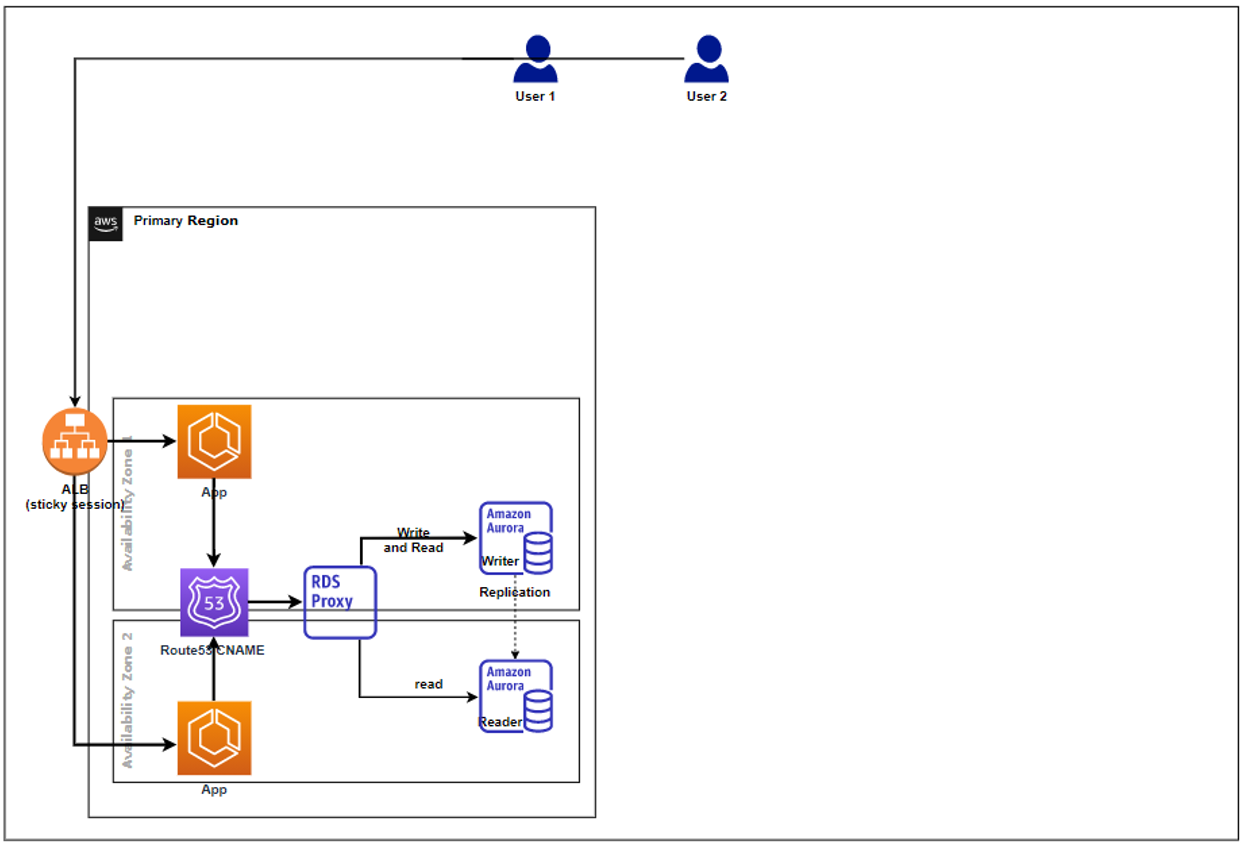 User 1
User 2
aws
Primary Region
ALB
(sticky session)
Availability Zone 1
App
Write
and Read
Amazon
Aurora
Writer
Replication
53
RDS
Proxy
Route53 CNAME
Availability Zone 2
read
Amazon
Aurora
Reader
App